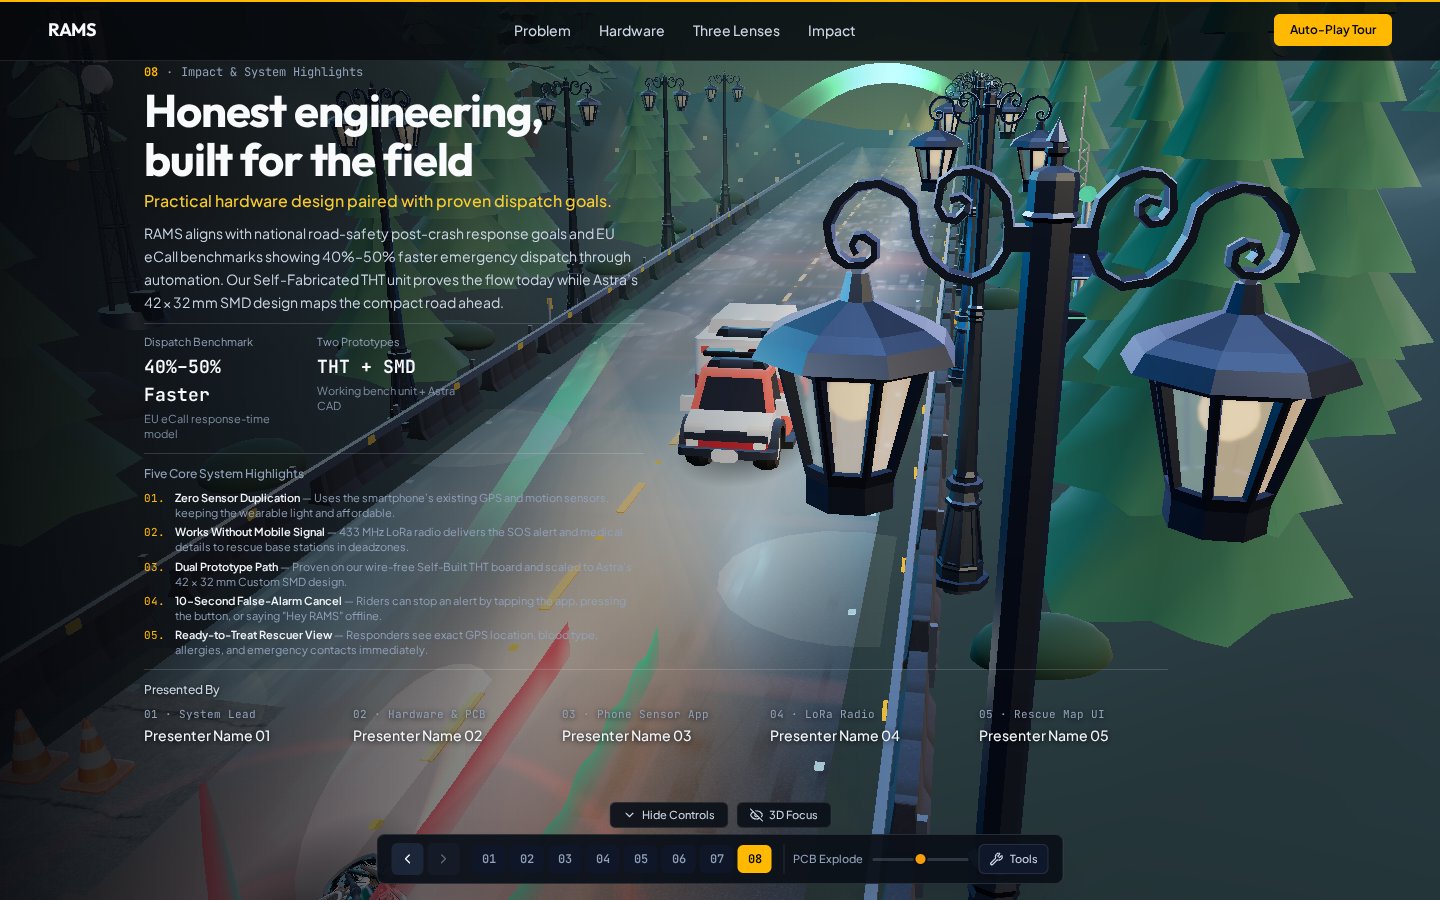 RAMS
Problem
Hardware
Three Lenses
Impact
Auto-Play Tour
08 · Impact & System Highlights
Honest engineering,
built for the field
Practical hardware design paired with proven dispatch goals.
RAMS aligns with national road-safety post-crash response goals and EU
eCall benchmarks showing 40%–50% faster emergency dispatch through
automation. Our Self-Fabricated THT unit proves the flow today while Astra's
42 × 32 mm SMD design maps the compact road ahead.
Dispatch Benchmark
40%–50%
Faster
EU eCall response-time
model
Two Prototypes
THT + SMD
Working bench unit + Astra
CAD
Five Core System Highlights
01. Zero Sensor Duplication — Uses the smartphone's existing GPS and motion sensors,
keeping the wearable light and affordable.
02. Works Without Mobile Signal — 433 MHz LoRa radio delivers the SOS alert and medical
details to rescue base stations in deadzones.
03. Dual Prototype Path — Proven on our wire-free Self-Built THT board and scaled to Astra's
42 × 32 mm Custom SMD design.
04. 10-Second False-Alarm Cancel — Riders can stop an alert by tapping the app, pressing
the button, or saying "Hey RAMS" offline.
05. Ready-to-Treat Rescuer View — Responders see exact GPS location, blood type,
allergies, and emergency contacts immediately.
Presented By
01 · System Lead
Presenter Name 01
02 · Hardware & PCB
Presenter Name 02
03 · Phone Sensor App
Presenter Name 03
04 · LoRa Radio
Presenter Name 04
05 · Rescue Map UI
Presenter Name 05
Hide Controls
3D Focus
01 02 03 04 05 06 07 08
PCB Explode
Tools